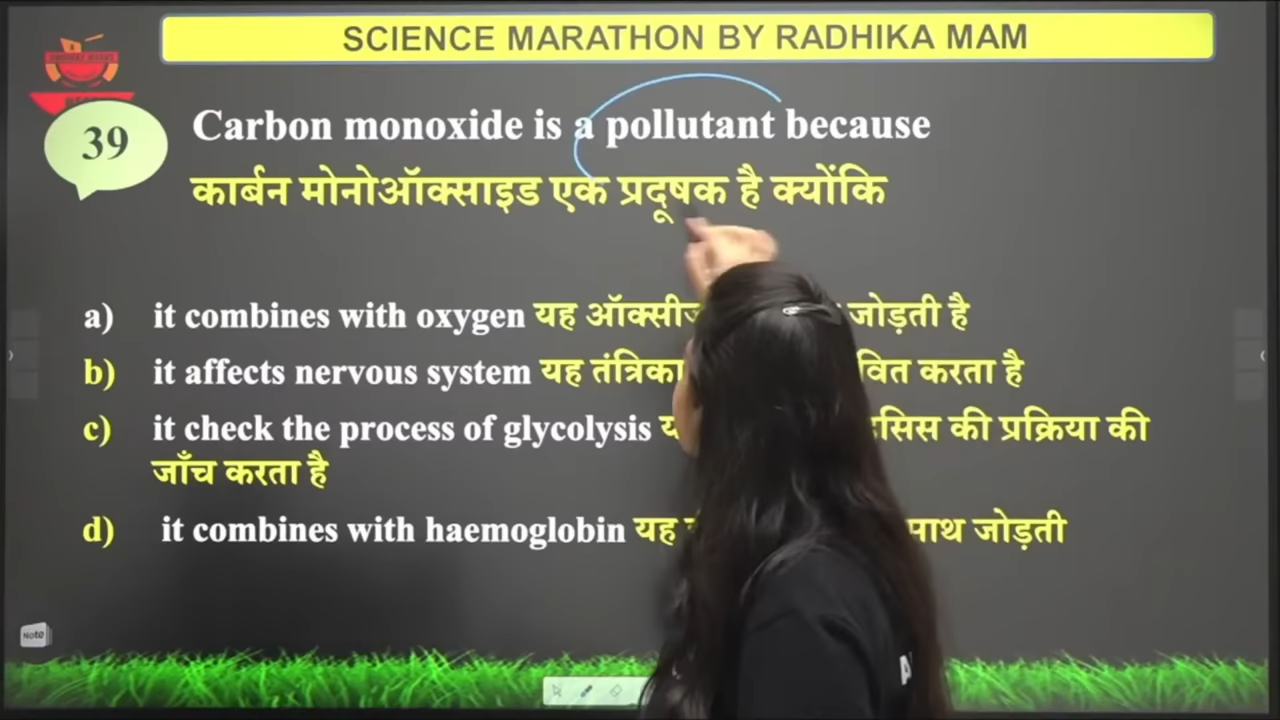 SCIENCE MARATHON BY RADHIKA MAM
39
Carbon monoxide is a pollutant because
कार्बन मोनोऑक्साइड एक प्रदूषक है क्योंकि
a) it combines with oxygen यह जोड़ती है
b) it affects nervous system यह करता है
c) it check the process of glycolysis की प्रक्रिया की
जाँच करता है
d) it combines with haemoglobin यह जोड़ती
Note